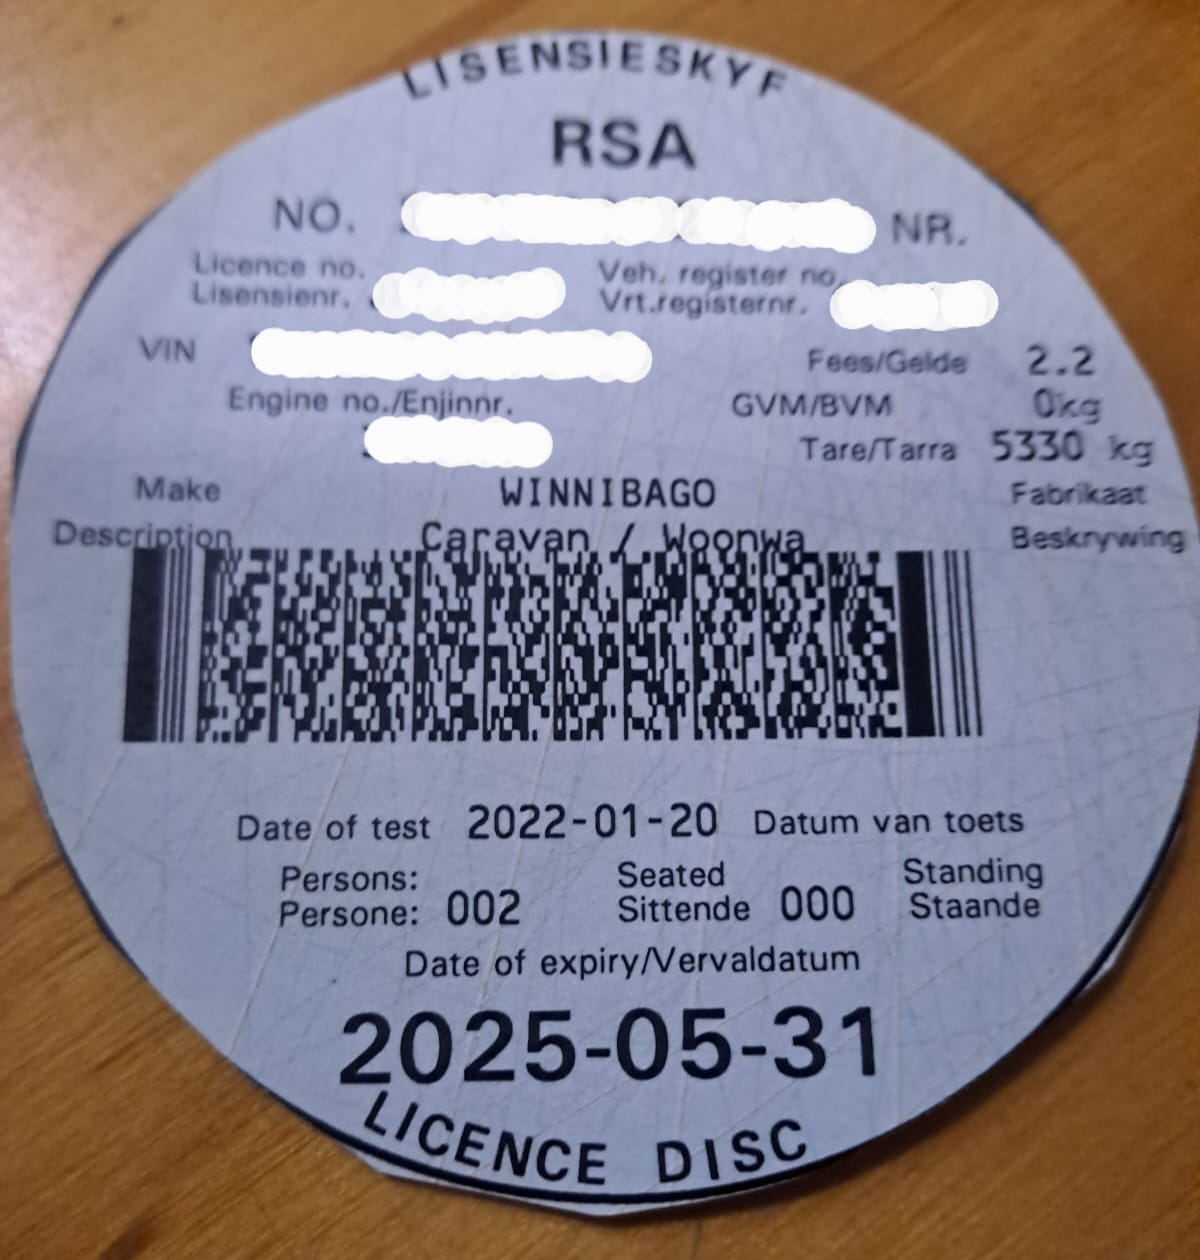 LISENSIESKYF
RSA
NO. NR.
Licence no. Veh. register no.
Lisensienr. Vrt.registernr.
VIN Fees/Gelde 2.2
Engine no./Enjinnr. GVM/BVM 0kg
Tare/Tarra 5330 kg
Make WINNIBAGO Fabrikaat
Description Caravan / Woonwa Beskrywing
Date of test 2022-01-20 Datum van toets
Persons: Seated Standing
Persone: 002 Sittende 000 Staande
Date of expiry/Vervaldatum
2025-05-31
LICENCE DISC